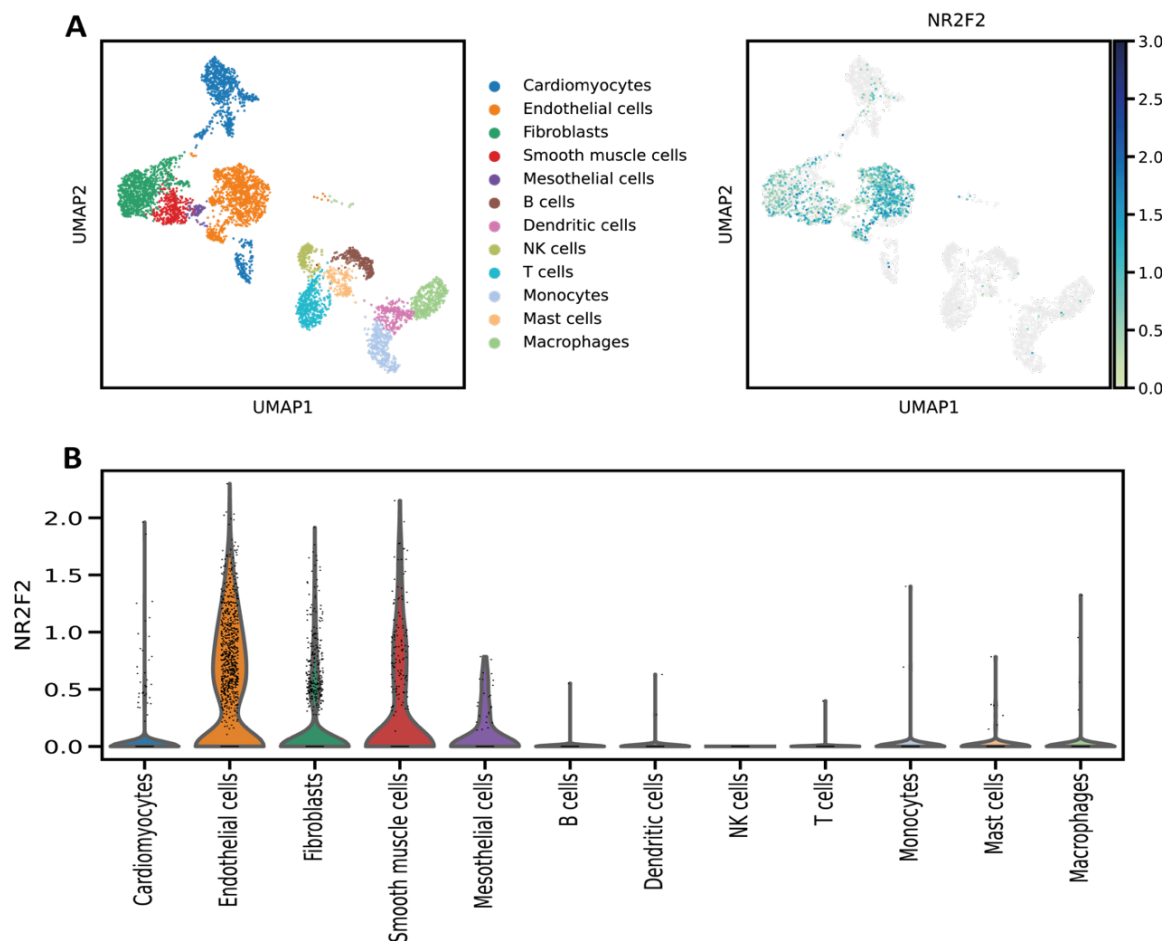 A
NR2F2
UMAP2
UMAP1
Cardiomyocytes
Endothelial cells
Fibroblasts
Smooth muscle cells
Mesothelial cells
B cells
Dendritic cells
NK cells
T cells
Monocytes
Mast cells
Macrophages
UMAP2
UMAP1
3.0
2.5
2.0
1.5
1.0
0.5
0.0
B
NR2F2
2.0
1.5
1.0
0.5
0.0
Cardiomyocytes
Endothelial cells
Fibroblasts
Smooth muscle cells
Mesothelial cells
B cells
Dendritic cells
NK cells
T cells
Monocytes
Mast cells
Macrophages